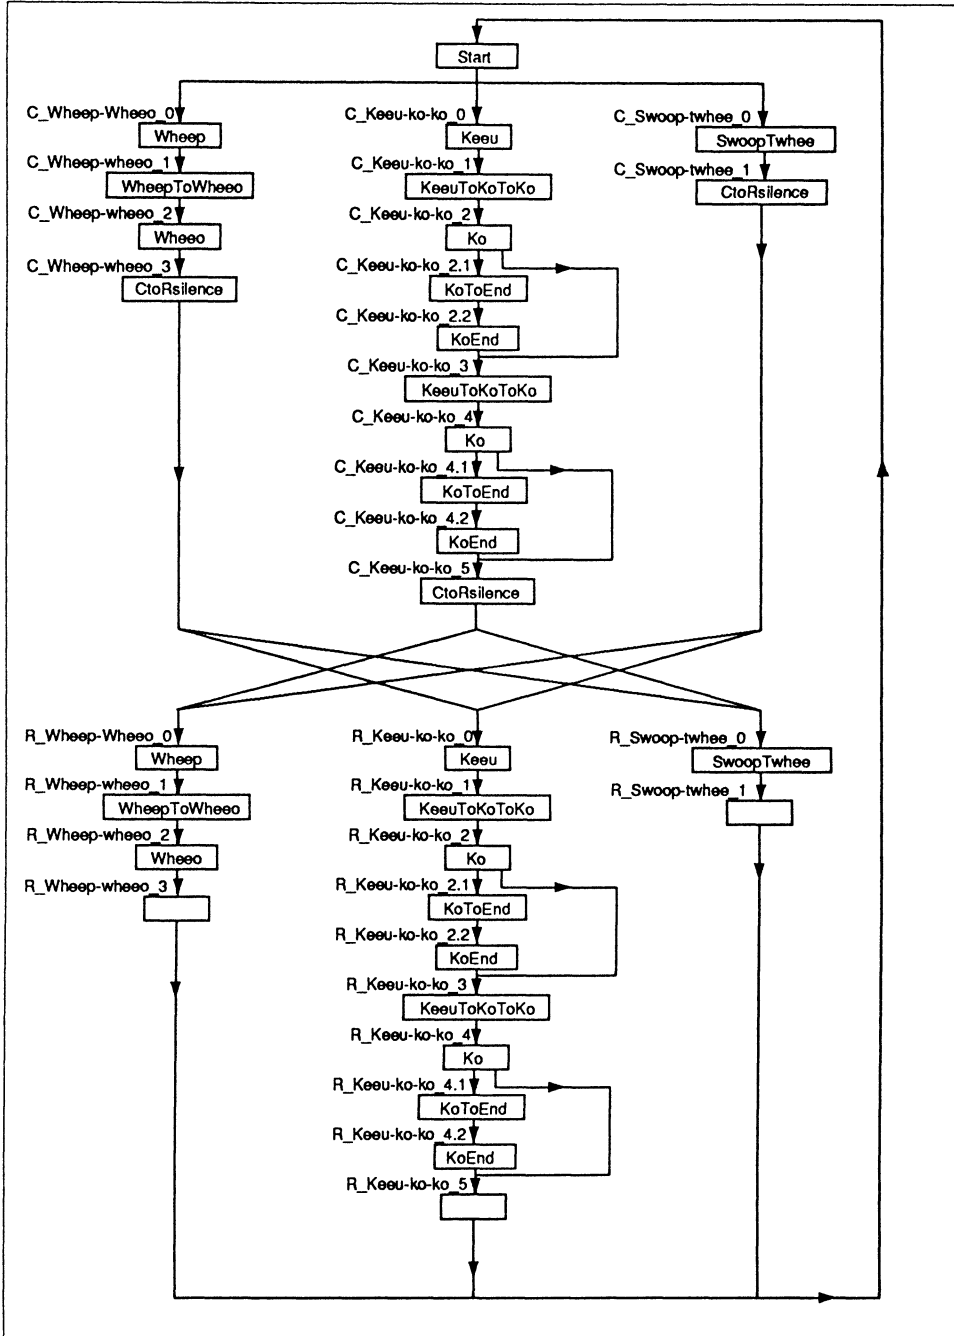 Start
C_Wheep-Wheeo_0
Wheep
C_Wheep-wheeo_1
WheepToWheeo
C_Wheep-wheeo_2
Wheeo
C_Wheep-wheeo_3
CtoRsilence
C_Keeu-ko-ko_0
Keeu
C_Keeu-ko-ko_1
KeeuToKoToKo
C_Keeu-ko-ko_2
Ko
C_Keeu-ko-ko_2.1
KoToEnd
C_Keeu-ko-ko_2.2
KoEnd
C_Keeu-ko-ko_3
KeeuToKoToKo
C_Keeu-ko-ko_4
Ko
C_Keeu-ko-ko_4.1
KoToEnd
C_Keeu-ko-ko_4.2
KoEnd
C_Keeu-ko-ko_5
CtoRsilence
C_Swoop-twhee_0
SwoopTwhee
C_Swoop-twhee_1
CtoRsilence
R_Wheep-Wheeo_0
Wheep
R_Wheep-wheeo_1
WheepToWheeo
R_Wheep-wheeo_2
Wheeo
R_Wheep-wheeo_3
R_Keeu-ko-ko_0
Keeu
R_Keeu-ko-ko_1
KeeuToKoToKo
R_Keeu-ko-ko_2
Ko
R_Keeu-ko-ko_2.1
KoToEnd
R_Keeu-ko-ko_2.2
KoEnd
R_Keeu-ko-ko_3
KeeuToKoToKo
R_Keeu-ko-ko_4
Ko
R_Keeu-ko-ko_4.1
KoToEnd
R_Keeu-ko-ko_4.2
KoEnd
R_Keeu-ko-ko_5
R_Swoop-twhee_0
SwoopTwhee
R_Swoop-twhee_1